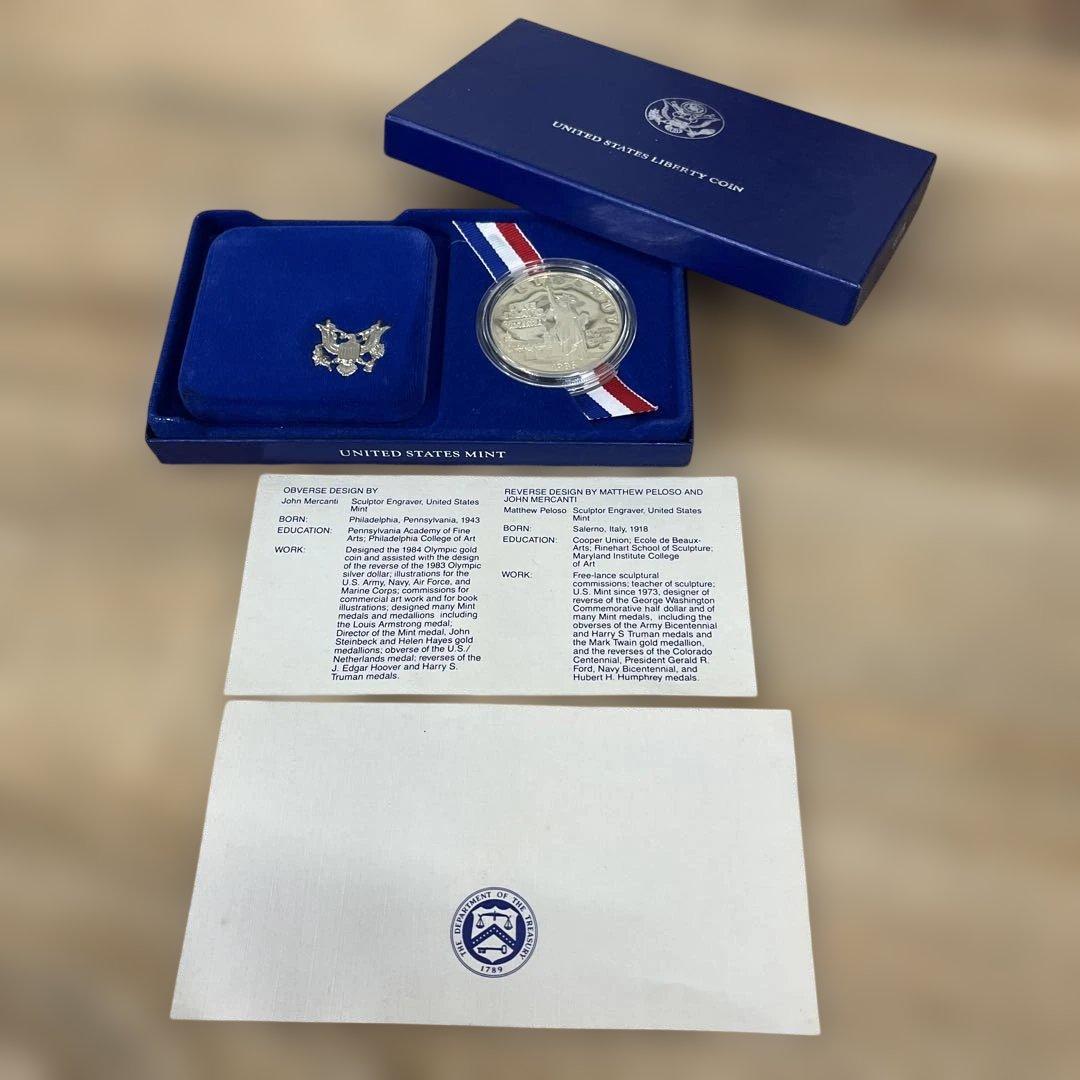 UNITED STATES LIBERTY COIN
LIBERTY
1986
UNITED STATES MINT
OBVERSE DESIGN BY
John Mercanti Sculptor Engraver, United States
Mint
BORN: Philadelphia, Pennsylvania, 1943
EDUCATION: Pennsylvania Academy of Fine
Arts; Philadelphia College of Art
WORK: Designed the 1984 Olympic gold
coin and assisted with the design
of the reverse of the 1983 Olympic
silver dollar; illustrations for the
U.S. Army, Navy, Air Force, and
Marine Corps; commissions for
commercial art work and for book
illustrations; designed many Mint
medals and medallions including
the Louis Armstrong medal;
Director of the Mint medal, John
Steinbeck and Helen Hayes gold
medallions; obverse of the U.S./
Netherlands medal; reverses of the
J. Edgar Hoover and Harry S.
Truman medals.
REVERSE DESIGN BY MATTHEW PELOSO AND
JOHN MERCANTI
Matthew Peloso Sculptor Engraver, United States
Mint
BORN: Salerno, Italy, 1918
EDUCATION: Cooper Union; Ecole de Beaux-
Arts; Rinehart School of Sculpture;
Maryland Institute College
of Art
WORK: Free-lance sculptural
commissions; teacher of sculpture;
U.S. Mint since 1973, designer of
reverse of the George Washington
Commemorative half dollar and of
many Mint medals, including the
obverses of the Army Bicentennial
and Harry S Truman medals and
the Mark Twain gold medallion,
and the reverses of the Colorado
Centennial, President Gerald R.
Ford, Navy Bicentennial, and
Hubert H. Humphrey medals.
THE DEPARTMENT OF THE TREASURY
1789